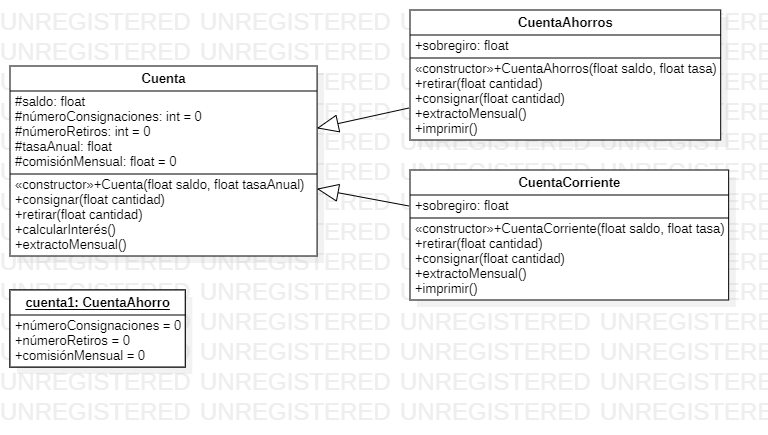 UNREGISTERED UNREGISTERED UNREGISTERED UNREGISTERED
CuentaAhorros
+sobregiro: float
«constructor»+CuentaAhorros(float saldo, float tasa)
+retirar(float cantidad)
+consignar(float cantidad)
+extractoMensual()
+imprimir()
Cuenta
#saldo: float
#númeroConsignaciones: int = 0
#númeroRetiros: int = 0
#tasaAnual: float
#comisiónMensual: float = 0
«constructor»+Cuenta(float saldo, float tasaAnual)
+consignar(float cantidad)
+retirar(float cantidad)
+calcularInterés()
+extractoMensual()
CuentaCorriente
+sobregiro: float
«constructor»+CuentaCorriente(float saldo, float tasa)
+retirar(float cantidad)
+consignar(float cantidad)
+extractoMensual()
+imprimir()
cuenta1: CuentaAhorro
+númeroConsignaciones = 0
+númeroRetiros = 0
+comisiónMensual = 0